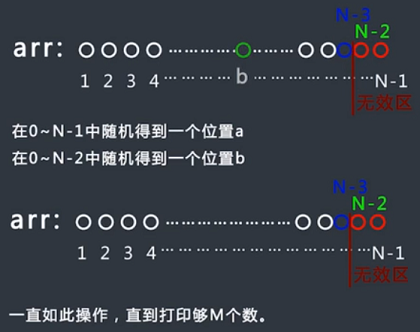 N-3
N-2
arr: ○ ○ ○ ○ ……………○……… ○ ○ ○ ○ ○
1 2 3 4 ……………b………………N-1
无效区
在0~N-1中随机得到一个位置a
在0~N-2中随机得到一个位置b
N-3
N-2
arr: ○ ○ ○ ○ ………………………… ○ ○ ○ ○ ○
1 2 3 4 ………………………………N-1
无效区
一直如此操作，直到打印够M个数。